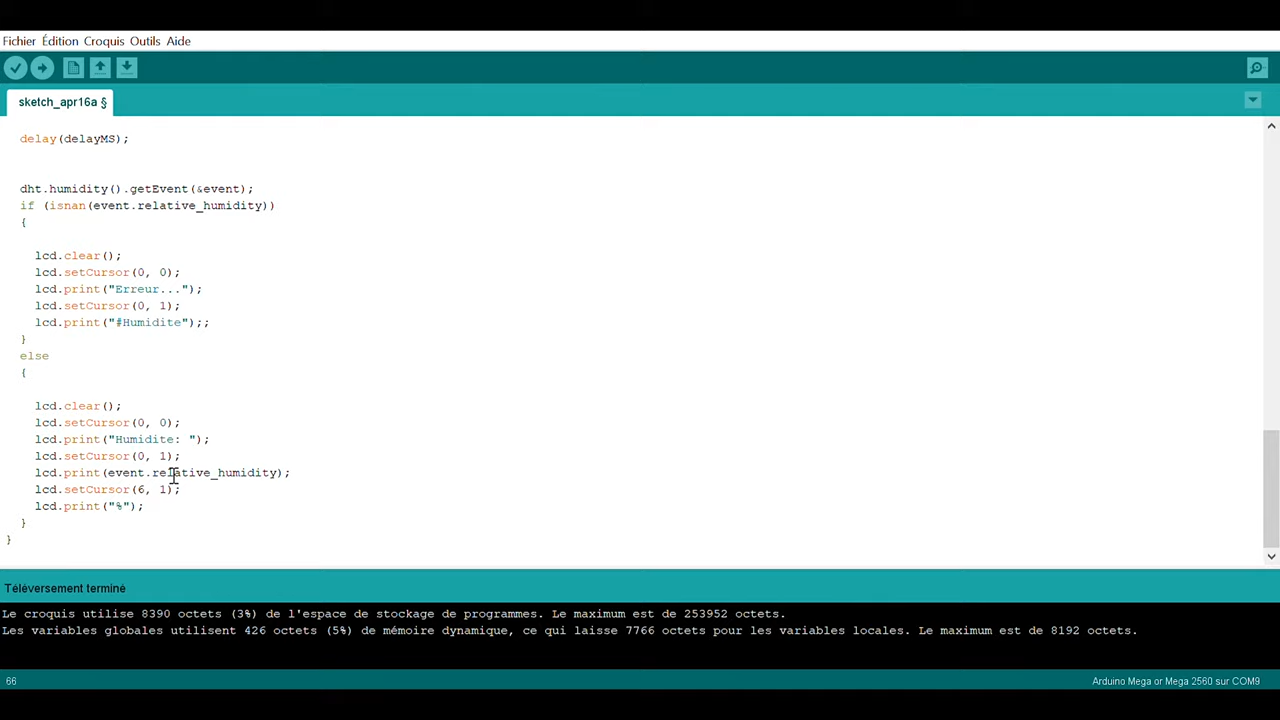 Fichier Édition Croquis Outils Aide
sketch_apr16a §
delay(delayMS);
dht.humidity().getEvent(&event);
if (isnan(event.relative_humidity))
{
lcd.clear();
lcd.setCursor(0, 0);
lcd.print("Erreur...");
lcd.setCursor(0, 1);
lcd.print("#Humidite");;
}
else
{
lcd.clear();
lcd.setCursor(0, 0);
lcd.print("Humidite: ");
lcd.setCursor(0, 1);
lcd.print(event.relative_humidity);
lcd.setCursor(6, 1);
lcd.print("%");
}
}
Téléversement terminé
Le croquis utilise 8390 octets (3%) de l'espace de stockage de programmes. Le maximum est de 253952 octets.
Les variables globales utilisent 426 octets (5%) de mémoire dynamique, ce qui laisse 7766 octets pour les variables locales. Le maximum est de 8192 octets.
66
Arduino Mega or Mega 2560 sur COM9